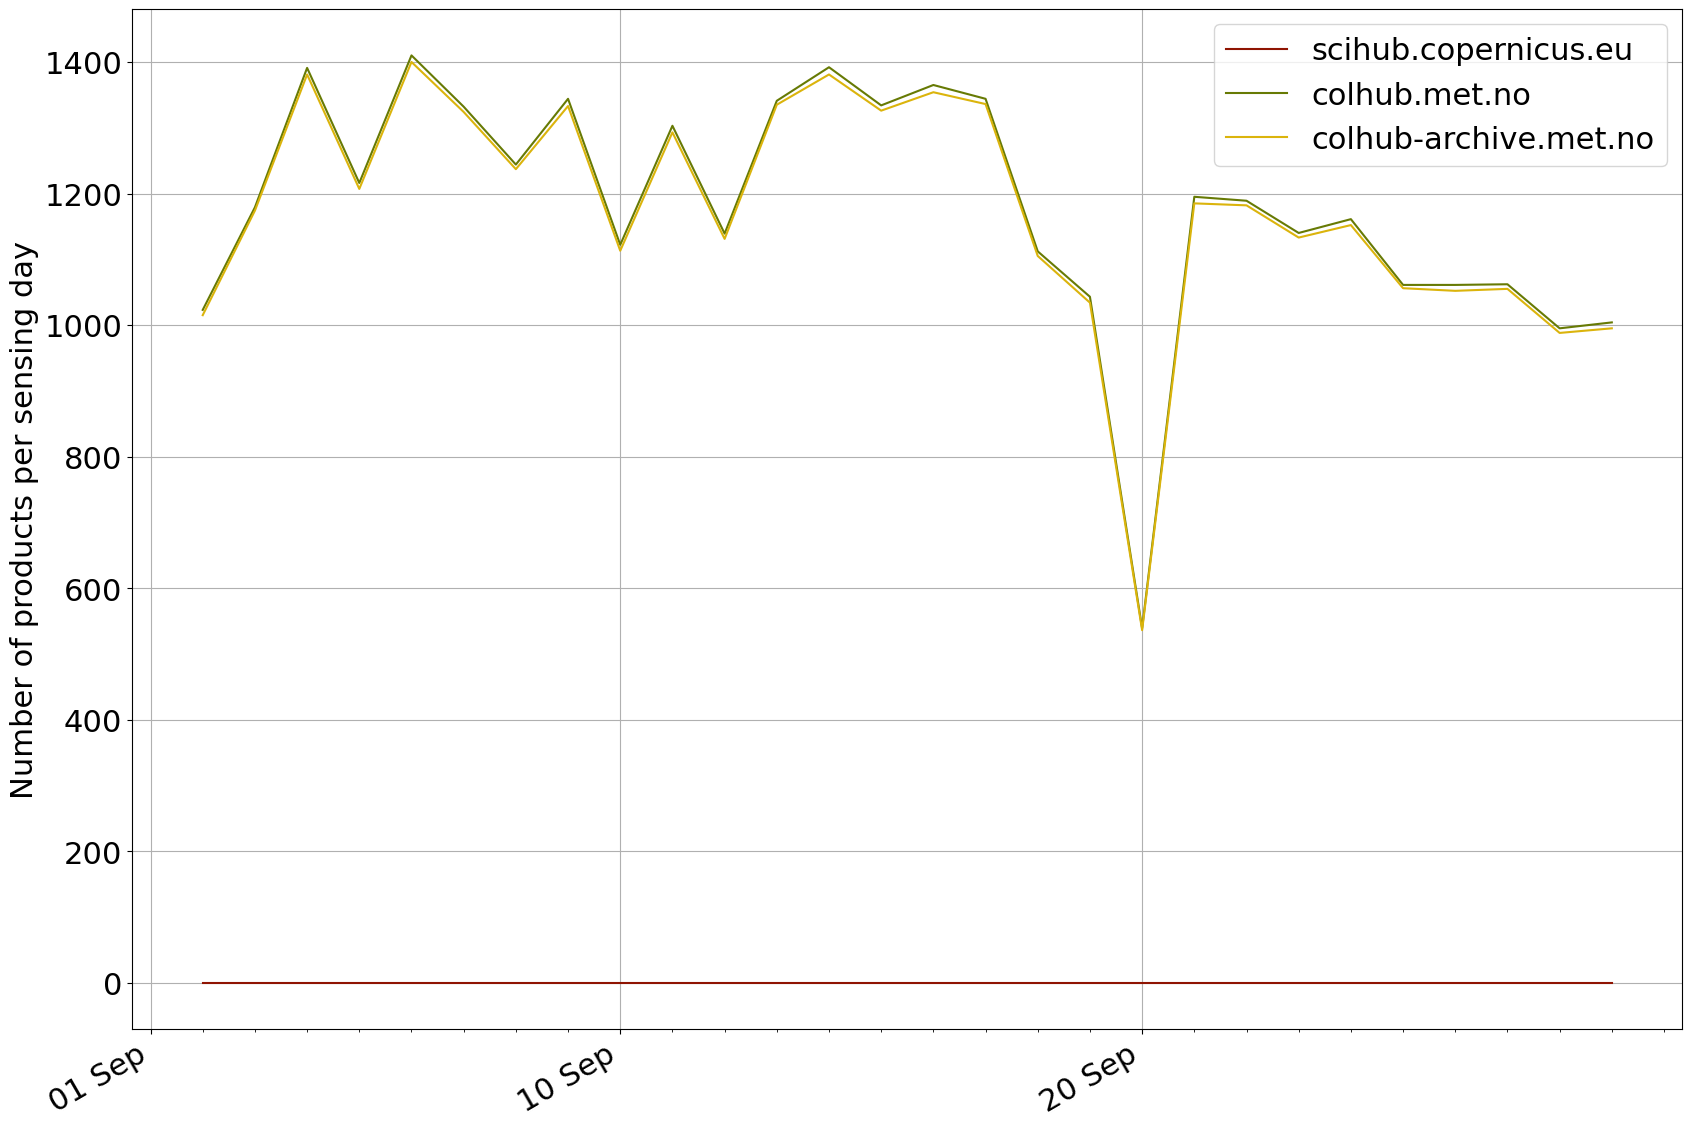 scihub.copernicus.eu
colhub.met.no
colhub-archive.met.no
Number of products per sensing day
1400
1200
1000
800
600
400
200
0
01 Sep
10 Sep
20 Sep